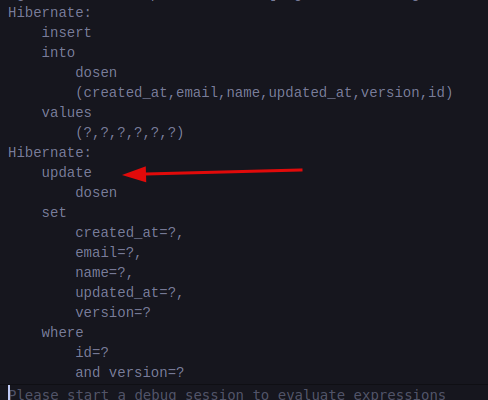 Hibernate:
    insert
    into
        dosen
        (created_at,email,name,updated_at,version,id)
    values
        (?,?,?,?,?,?)
Hibernate:
    update
        dosen
    set
        created_at=?,
        email=?,
        name=?,
        updated_at=?,
        version=?
    where
        id=?
        and version=?
Please start a debug session to evaluate expressions